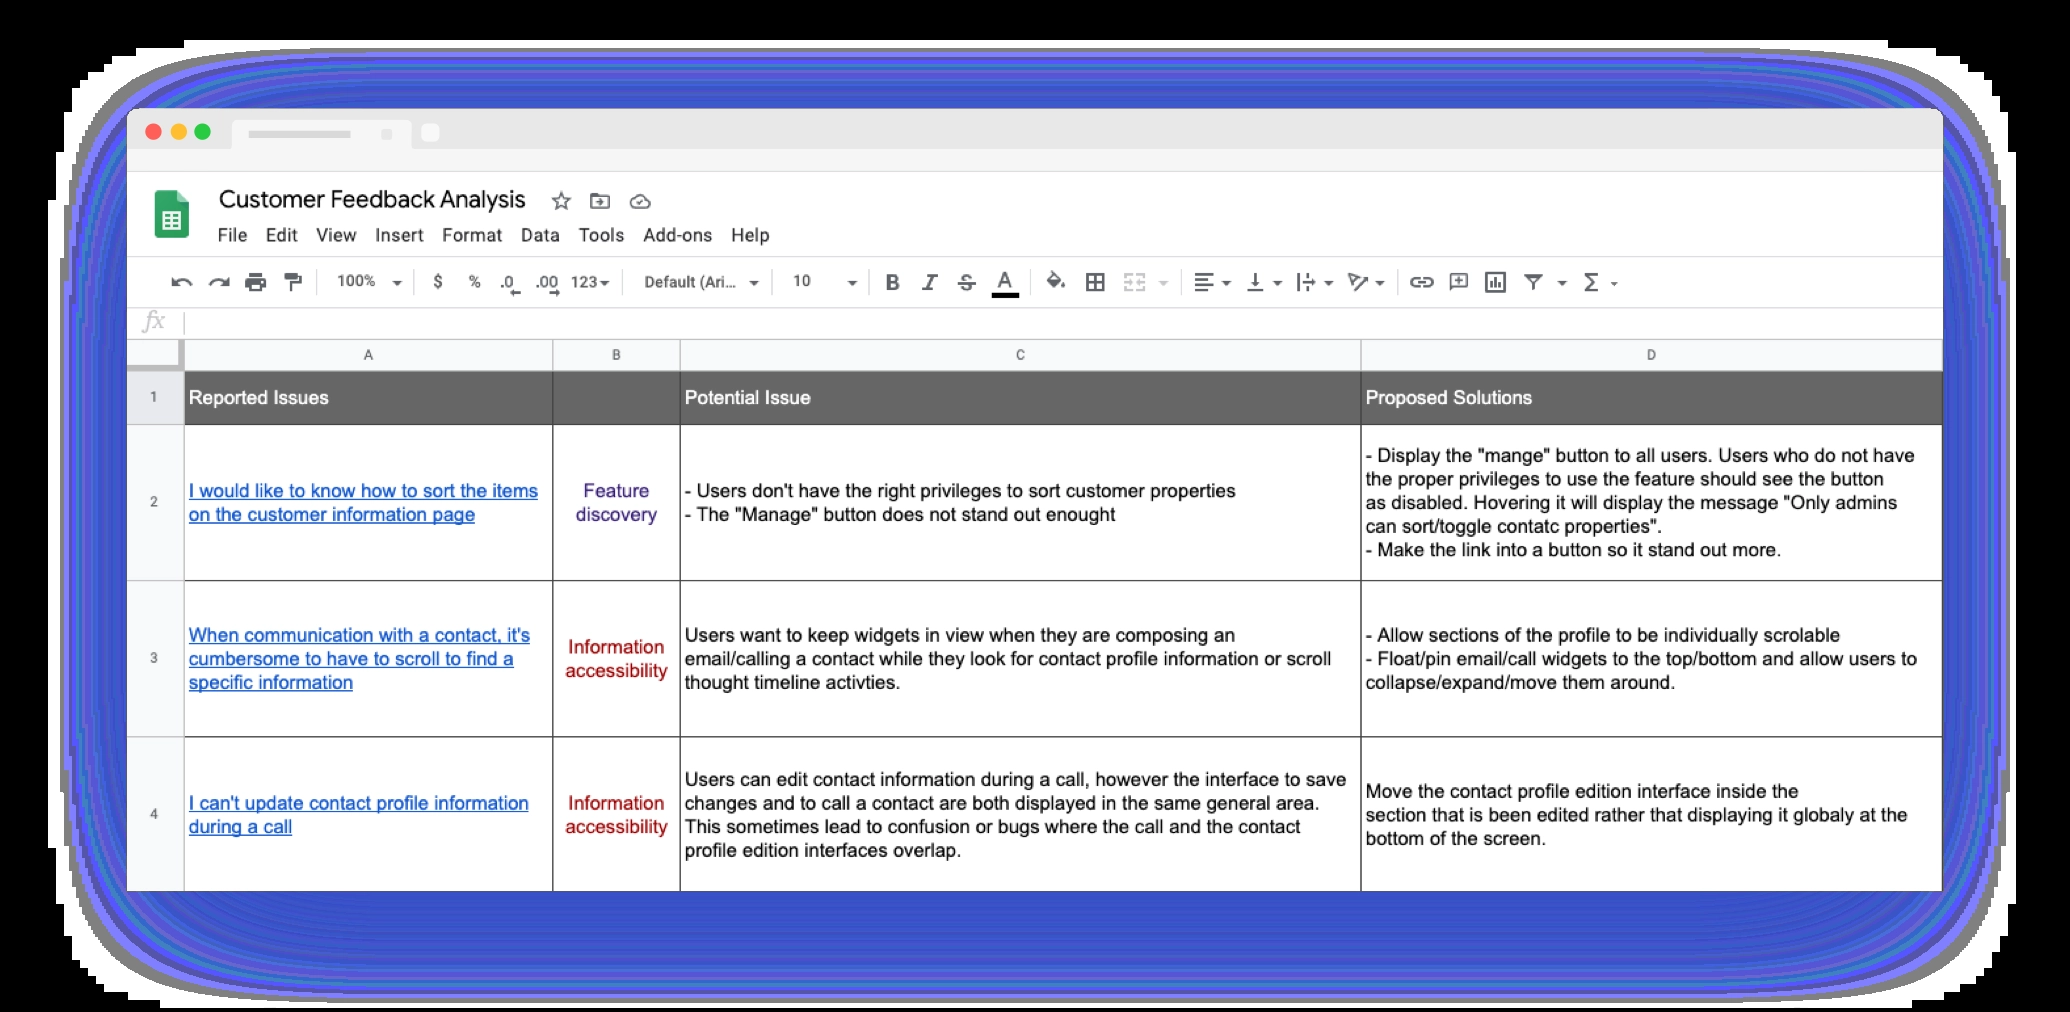 Customer Feedback Analysis
File Edit View Insert Format Data Tools Add-ons Help
100% $ % .0 .00 123 Default (Ari... 10 B I S A Σ
fx
A B C D
1 Reported Issues Potential Issue Proposed Solutions
2
I would like to know how to sort the items
on the customer information page
Feature
discovery
- Users don't have the right privileges to sort customer properties
- The "Manage" button does not stand out enought
- Display the "mange" button to all users. Users who do not have
the proper privileges to use the feature should see the button
as disabled. Hovering it will display the message "Only admins
can sort/toggle contatc properties".
- Make the link into a button so it stand out more.
3
When communication with a contact, it's
cumbersome to have to scroll to find a
specific information
Information
accessibility
Users want to keep widgets in view when they are composing an
email/calling a contact while they look for contact profile information or scroll
thought timeline activties.
- Allow sections of the profile to be individually scrolable
- Float/pin email/call widgets to the top/bottom and allow users to
collapse/expand/move them around.
4
I can't update contact profile information
during a call
Information
accessibility
Users can edit contact information during a call, however the interface to save
changes and to call a contact are both displayed in the same general area.
This sometimes lead to confusion or bugs where the call and the contact
profile edition interfaces overlap.
Move the contact profile edition interface inside the
section that is been edited rather that displaying it globaly at the
bottom of the screen.